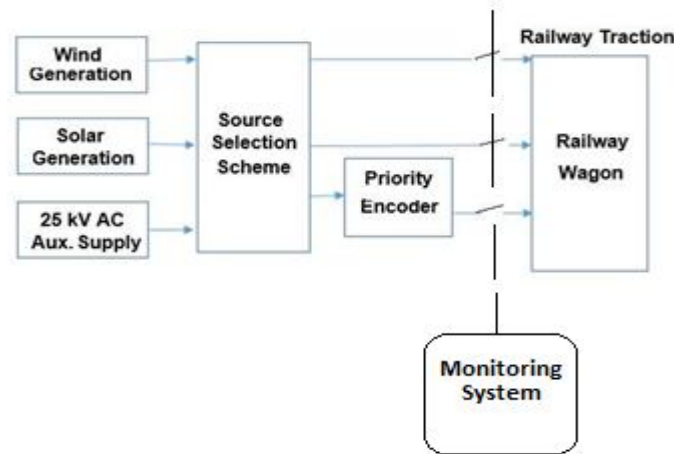 Wind
Generation
Solar
Generation
25 kV AC
Aux. Supply
Source
Selection
Scheme
Priority
Encoder
Railway Traction
Railway
Wagon
Monitoring
System